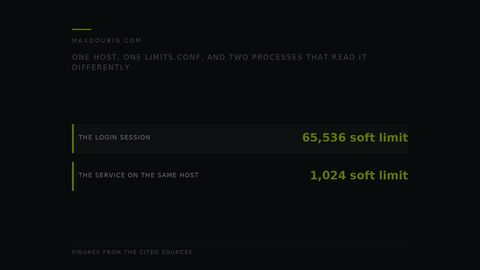 MAXDOURIN.COM
ONE HOST, ONE LIMITS.CONF, AND TWO PROCESSES THAT READ IT
DIFFERENTLY
THE LOGIN SESSION
65,536 soft limit
THE SERVICE ON THE SAME HOST
1,024 soft limit
FIGURES FROM THE CITED SOURCES